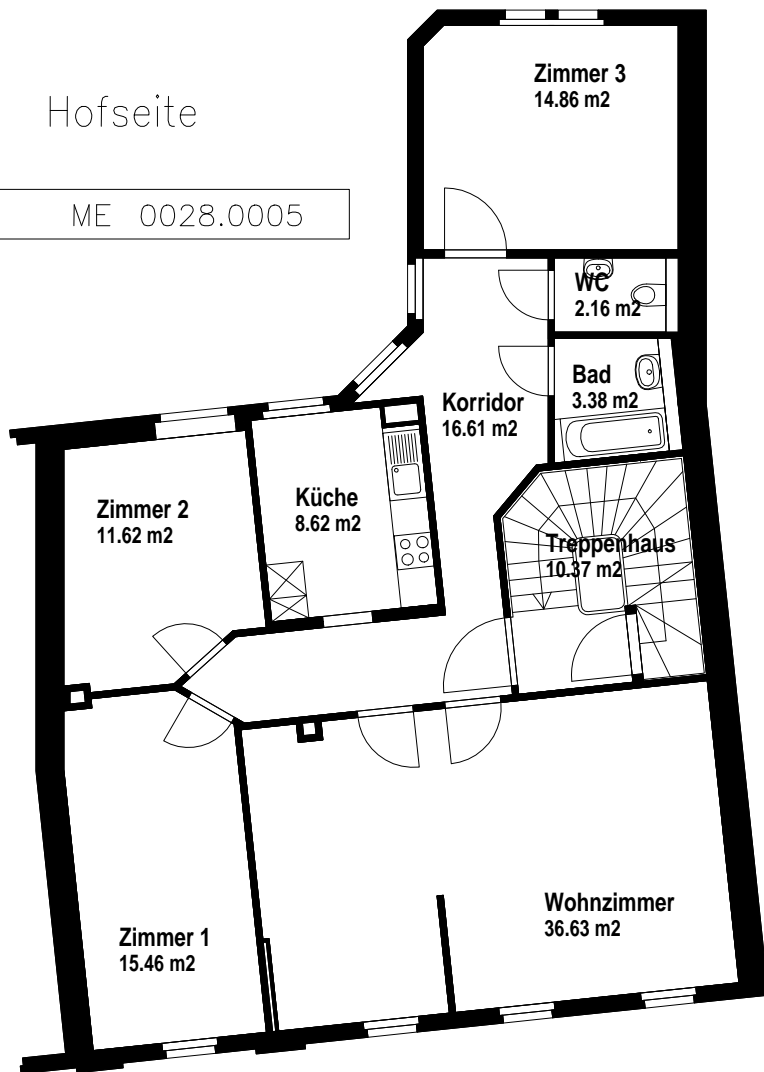 Hofseite
ME 0028.0005
Zimmer 3
14.86 m2
WC
2.16 m2
Bad
3.38 m2
Korridor
16.61 m2
Zimmer 2
11.62 m2
Küche
8.62 m2
Treppenhaus
10.37 m2
Wohnzimmer
36.63 m2
Zimmer 1
15.46 m2